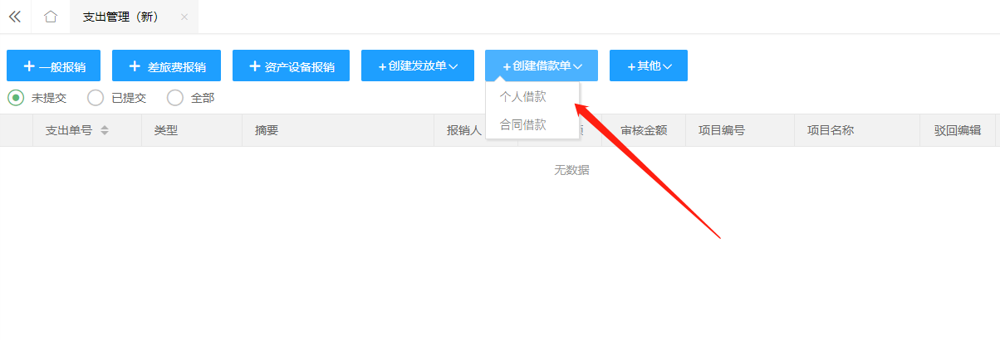 支出管理（新）
一般报销 差旅费报销 资产设备报销 +创建发放单 +创建借款单 +其他
未提交 已提交 全部
个人借款
合同借款
支出单号 类型 摘要 报销人 审核金额 项目编号 项目名称 驳回编辑
无数据